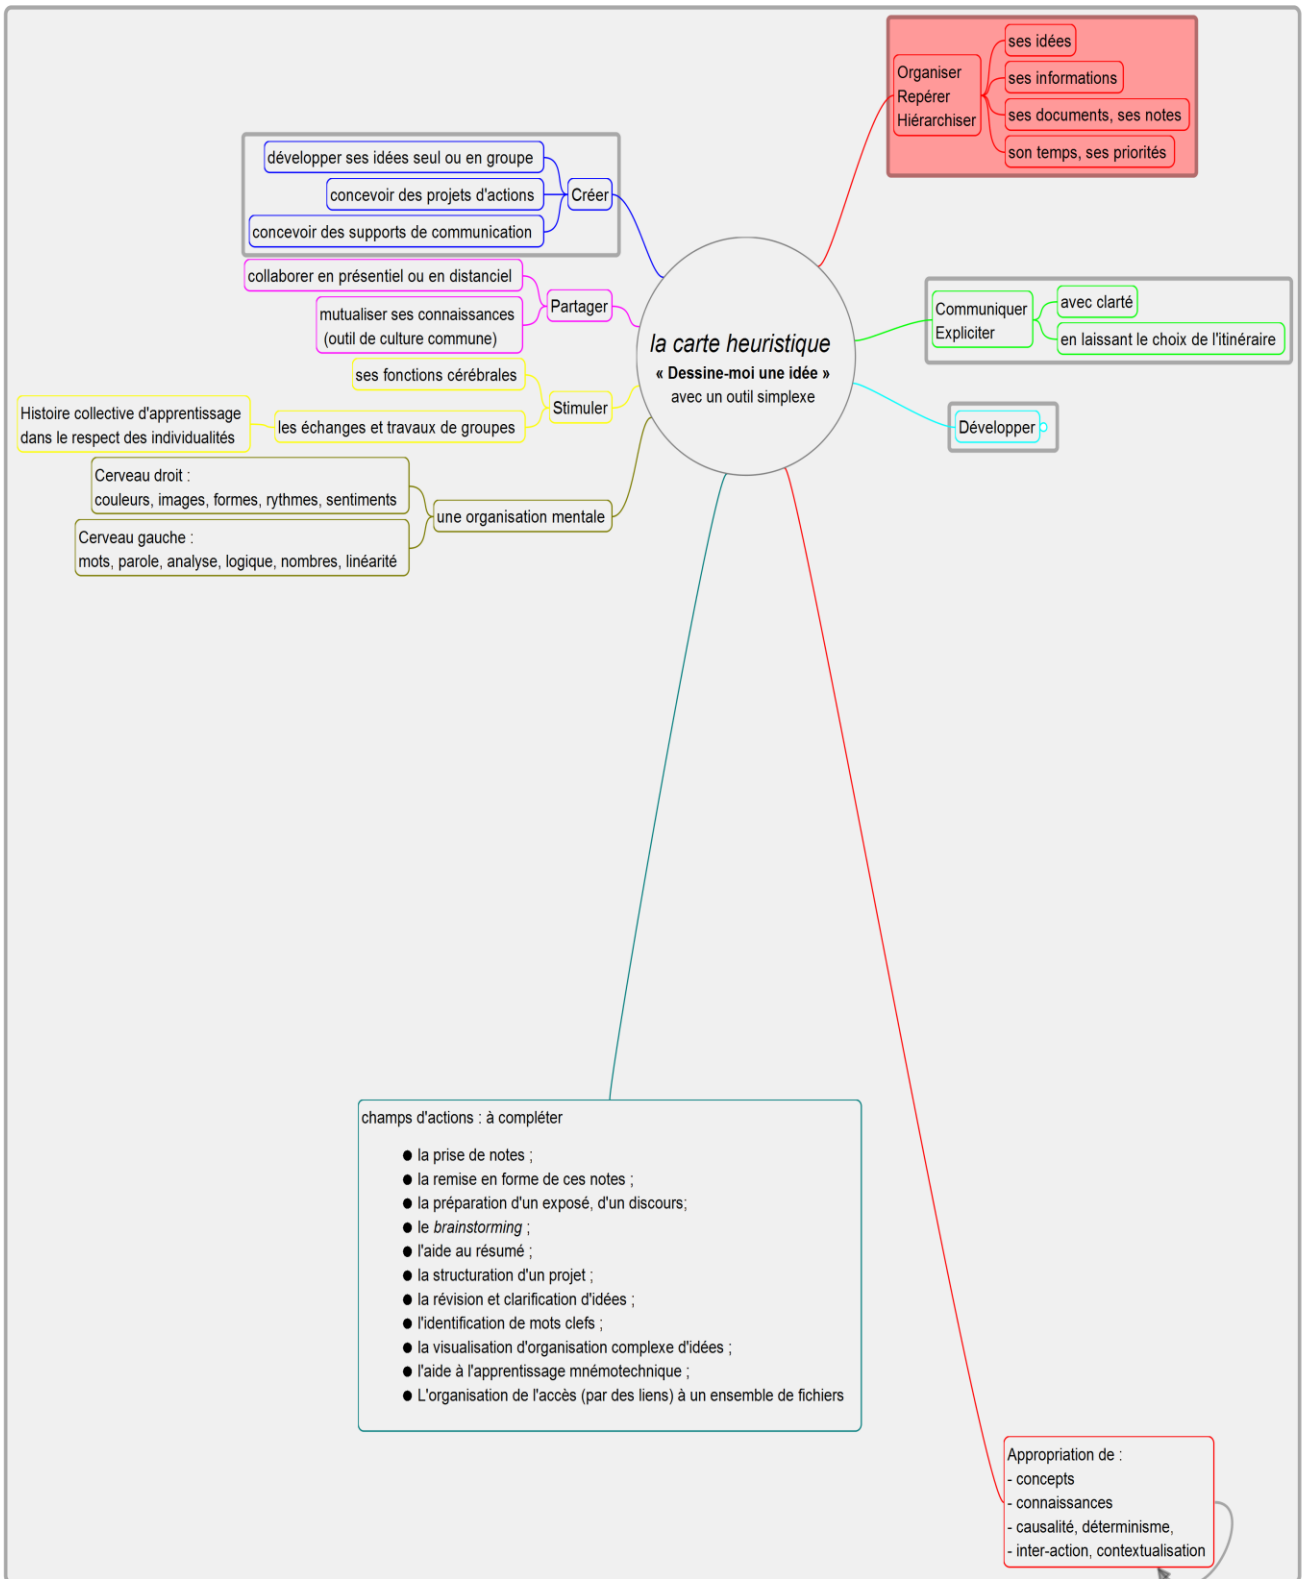 la carte heuristique
« Dessine-moi une idée »
avec un outil simplexe
Organiser
Repérer
Hiérarchiser
ses idées
ses informations
ses documents, ses notes
son temps, ses priorités
Communiquer
Expliciter
avec clarté
en laissant le choix de l'itinéraire
Développer
Appropriation de :
- concepts
- connaissances
- causalité, déterminisme,
- inter-action, contextualisation
Créer
développer ses idées seul ou en groupe
concevoir des projets d'actions
concevoir des supports de communication
Partager
collaborer en présentiel ou en distanciel
mutualiser ses connaissances
(outil de culture commune)
Stimuler
ses fonctions cérébrales
les échanges et travaux de groupes
Histoire collective d'apprentissage
dans le respect des individualités
une organisation mentale
Cerveau droit :
couleurs, images, formes, rythmes, sentiments
Cerveau gauche :
mots, parole, analyse, logique, nombres, linéarité
champs d'actions : à compléter
● la prise de notes ;
● la remise en forme de ces notes ;
● la préparation d'un exposé, d'un discours;
● le brainstorming ;
● l'aide au résumé ;
● la structuration d'un projet ;
● la révision et clarification d'idées ;
● l'identification de mots clefs ;
● la visualisation d'organisation complexe d'idées ;
● l'aide à l'apprentissage mnémotechnique ;
● L'organisation de l'accès (par des liens) à un ensemble de fichiers